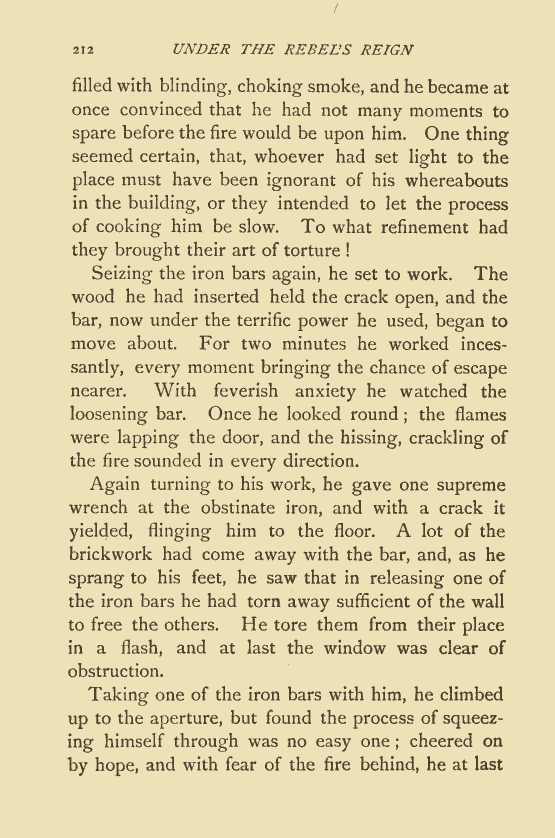 212 UNDER THE REBEL'S REIGN
filled with blinding, choking smoke, and he became at
once convinced that he had not many moments to
spare before the fire would be upon him. One thing
seemed certain, that, whoever had set light to the
place must have been ignorant of his whereabouts
in the building, or they intended to let the process
of cooking him be slow. To what refinement had
they brought their art of torture !
Seizing the iron bars again, he set to work. The
wood he had inserted held the crack open, and the
bar, now under the terrific power he used, began to
move about. For two minutes he worked inces-
santly, every moment bringing the chance of escape
nearer. With feverish anxiety he watched the
loosening bar. Once he looked round ; the flames
were lapping the door, and the hissing, crackling of
the fire sounded in every direction.
Again turning to his work, he gave one supreme
wrench at the obstinate iron, and with a crack it
yielded, flinging him to the floor. A lot of the
brickwork had come away with the bar, and, as he
sprang to his feet, he saw that in releasing one of
the iron bars he had torn away sufficient of the wall
to free the others. He tore them from their place
in a flash, and at last the window was clear of
obstruction.
Taking one of the iron bars with him, he climbed
up to the aperture, but found the process of squeez-
ing himself through was no easy one ; cheered on
by hope, and with fear of the fire behind, he at last